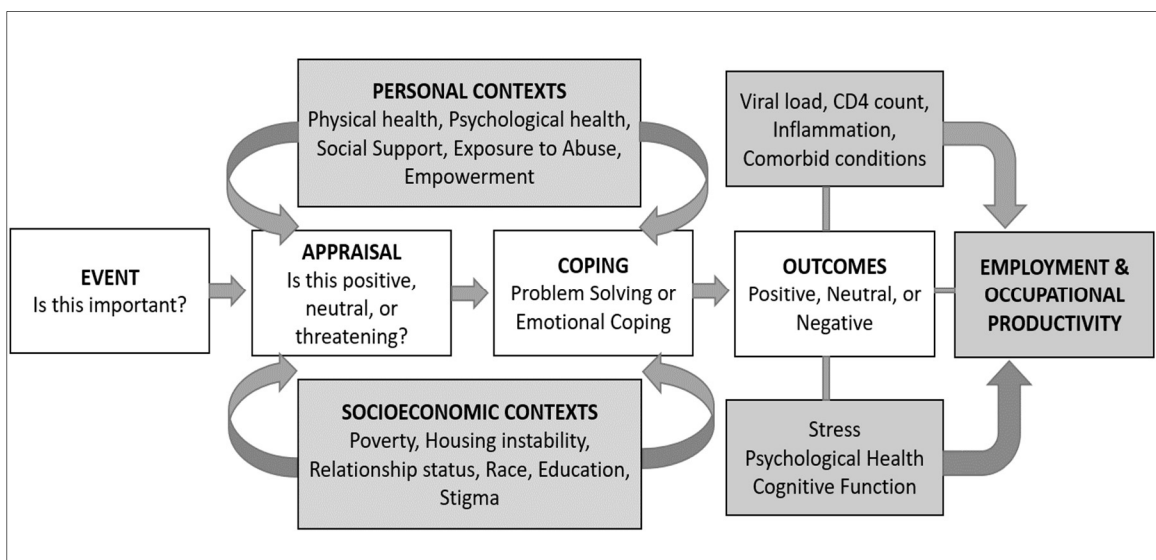 PERSONAL CONTEXTS
Physical health, Psychological health,
Social Support, Exposure to Abuse,
Empowerment
Viral load, CD4 count,
Inflammation,
Comorbid conditions
EVENT
Is this important?
APPRAISAL
Is this positive,
neutral, or
threatening?
COPING
Problem Solving or
Emotional Coping
OUTCOMES
Positive, Neutral, or
Negative
EMPLOYMENT &
OCCUPATIONAL
PRODUCTIVITY
SOCIOECONOMIC CONTEXTS
Poverty, Housing instability,
Relationship status, Race, Education,
Stigma
Stress
Psychological Health
Cognitive Function